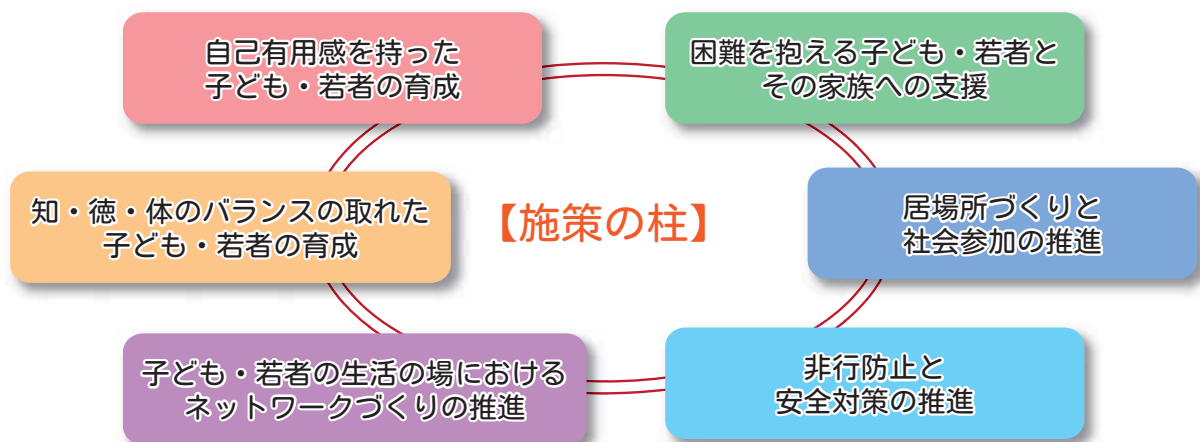 自己有用感を持った
子ども・若者の育成
困難を抱える子ども・若者と
その家族への支援
知・徳・体のバランスの取れた
子ども・若者の育成
【施策の柱】
居場所づくりと
社会参加の推進
子ども・若者の生活の場における
ネットワークづくりの推進
非行防止と
安全対策の推進